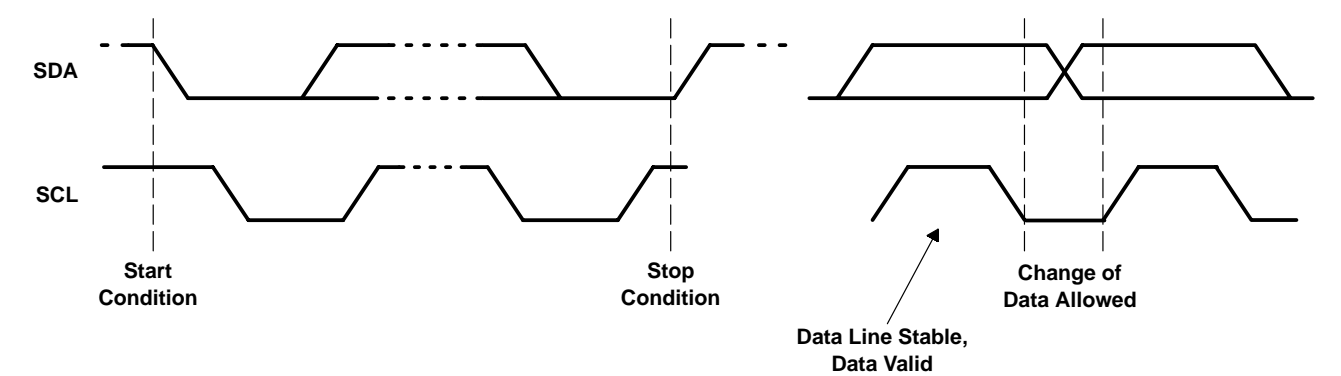 SDA
SCL
Start
Condition
Stop
Condition
Change of
Data Allowed
Data Line Stable,
Data Valid